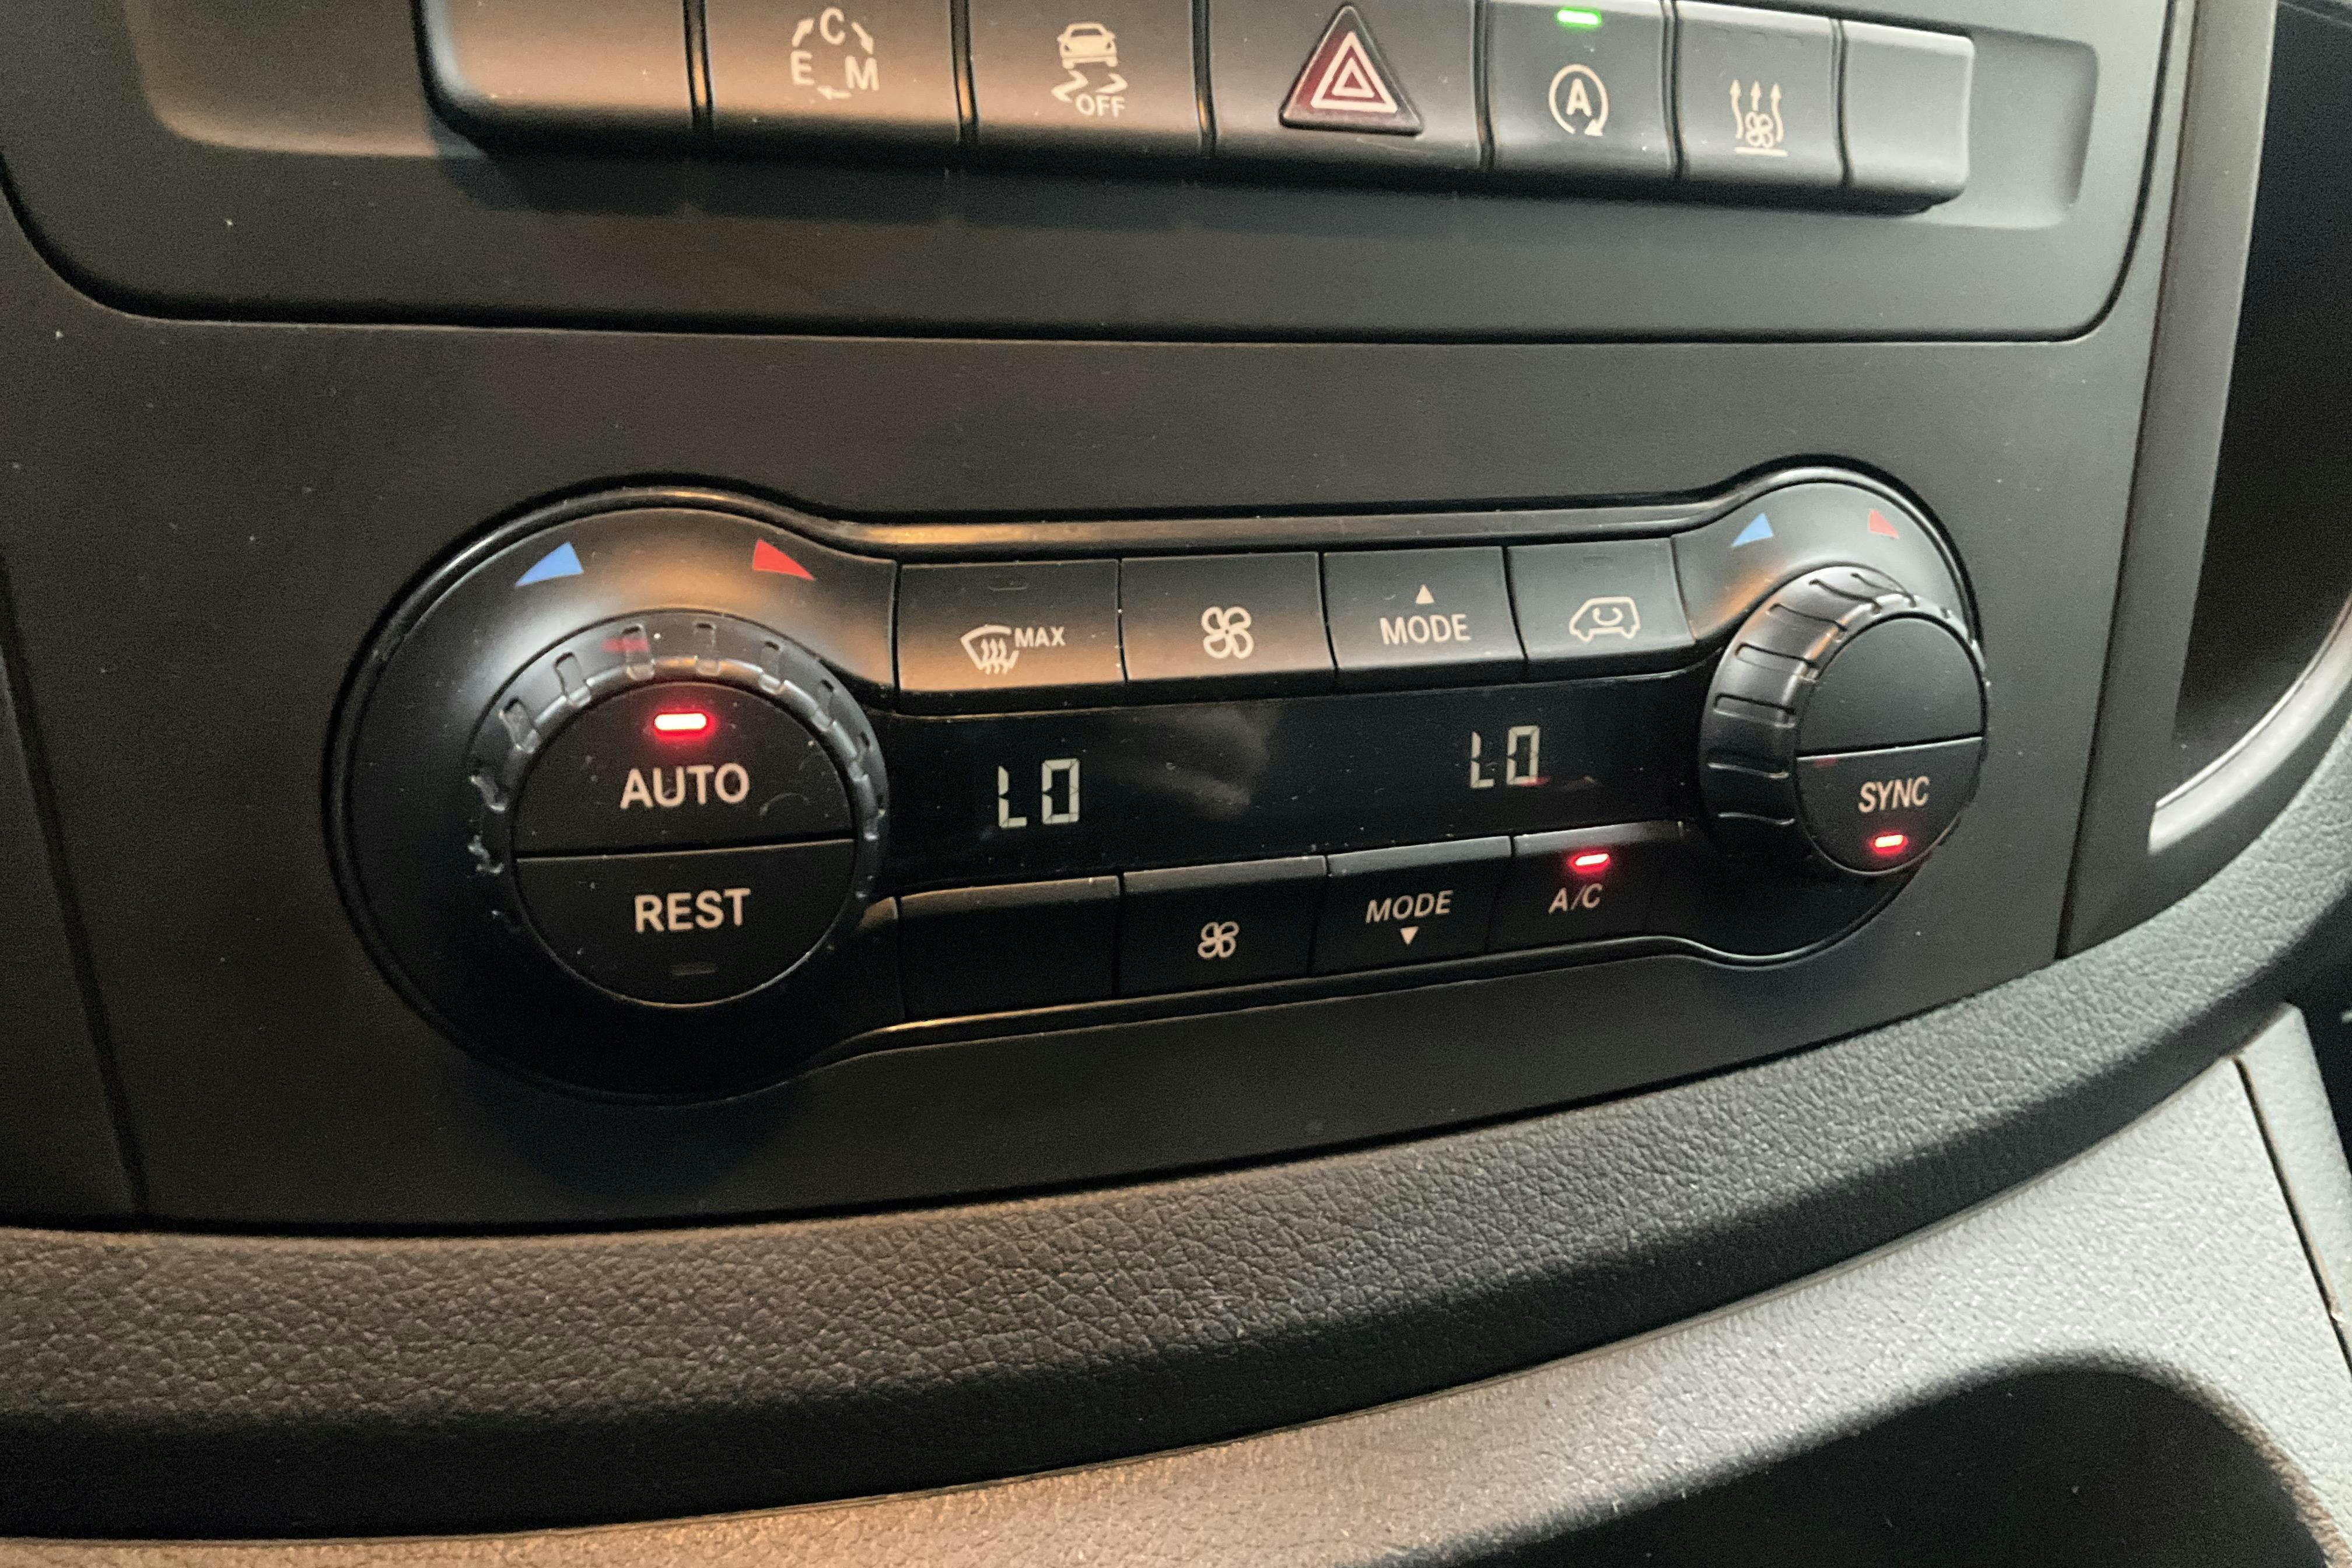 C
E M
OFF
A
MAX
MODE
AUTO
LO
LO
SYNC
REST
MODE
A/C